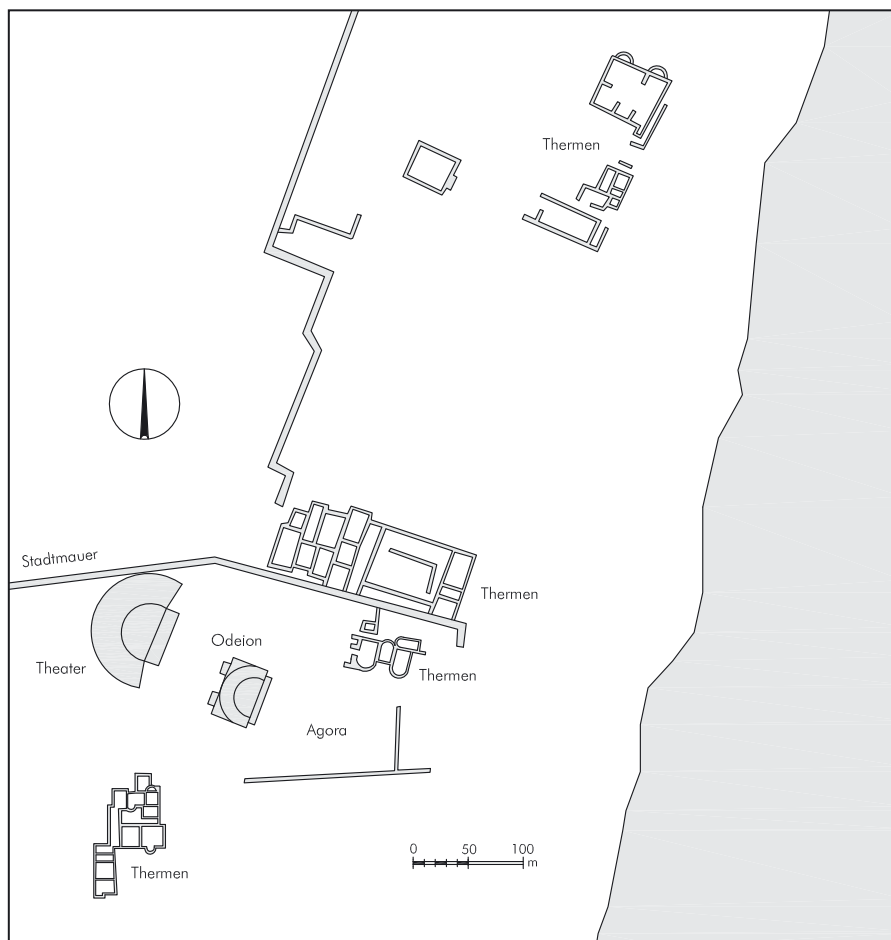 Thermen
Stadtmauer
Thermen
Odeion
Theater
Thermen
Agora
0 50 100
m
Thermen